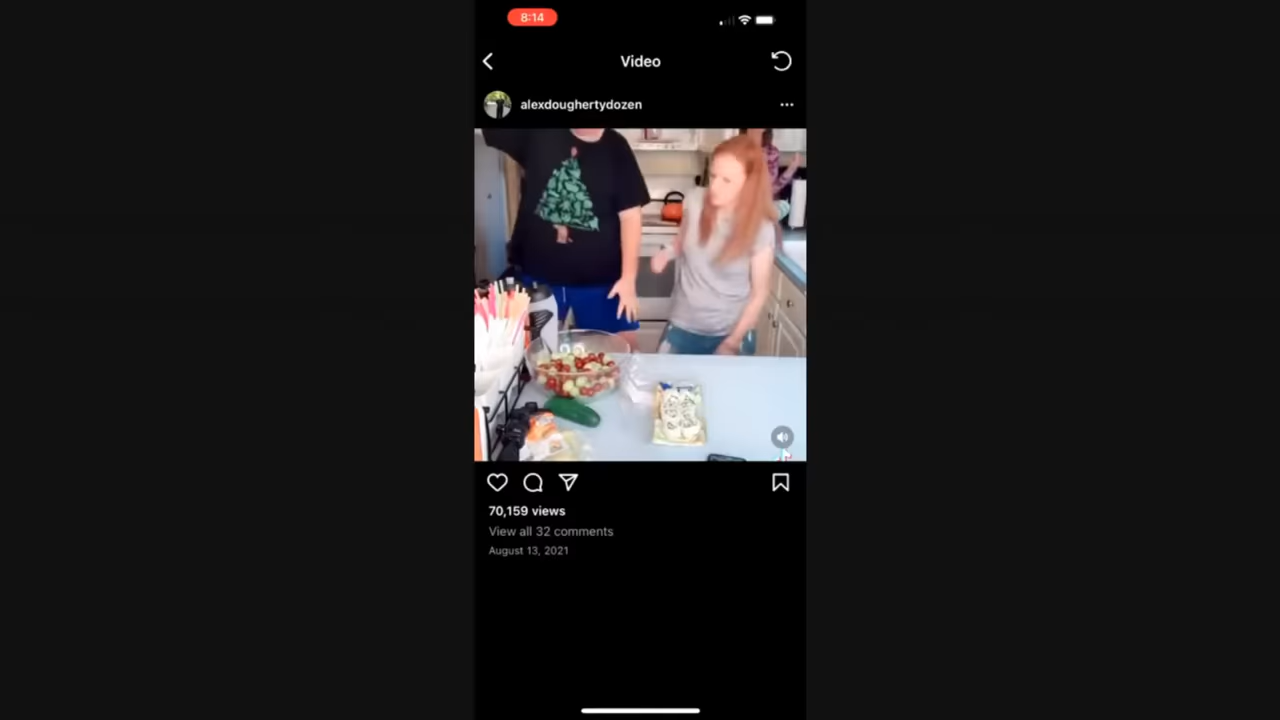 8:14
Video
alexdoughertydozen
70,159 views
View all 32 comments
August 13, 2021